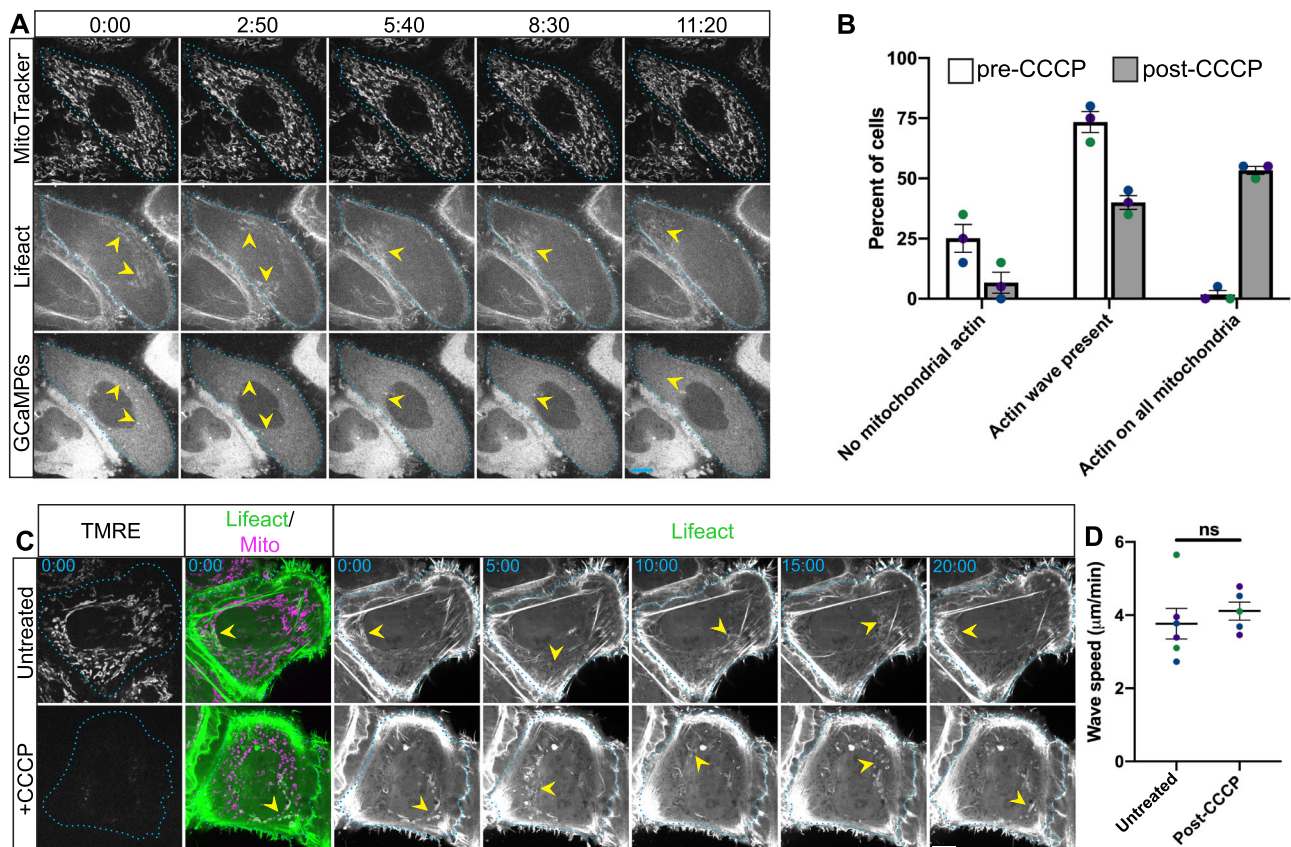 A
0:00 2:50 5:40 8:30 11:20
MitoTracker
Lifeact
GCaMP6s
B
pre-CCCP post-CCCP
Percent of cells
100
75
50
25
0
No mitochondrial actin
Actin wave present
Actin on all mitochondria
C
TMRE
Lifeact/
Mito
Lifeact
Untreated
0:00 0:00 0:00 5:00 10:00 15:00 20:00
+CCCP
D
ns
Wave speed (μm/min)
6
4
2
0
Untreated
Post-CCCP